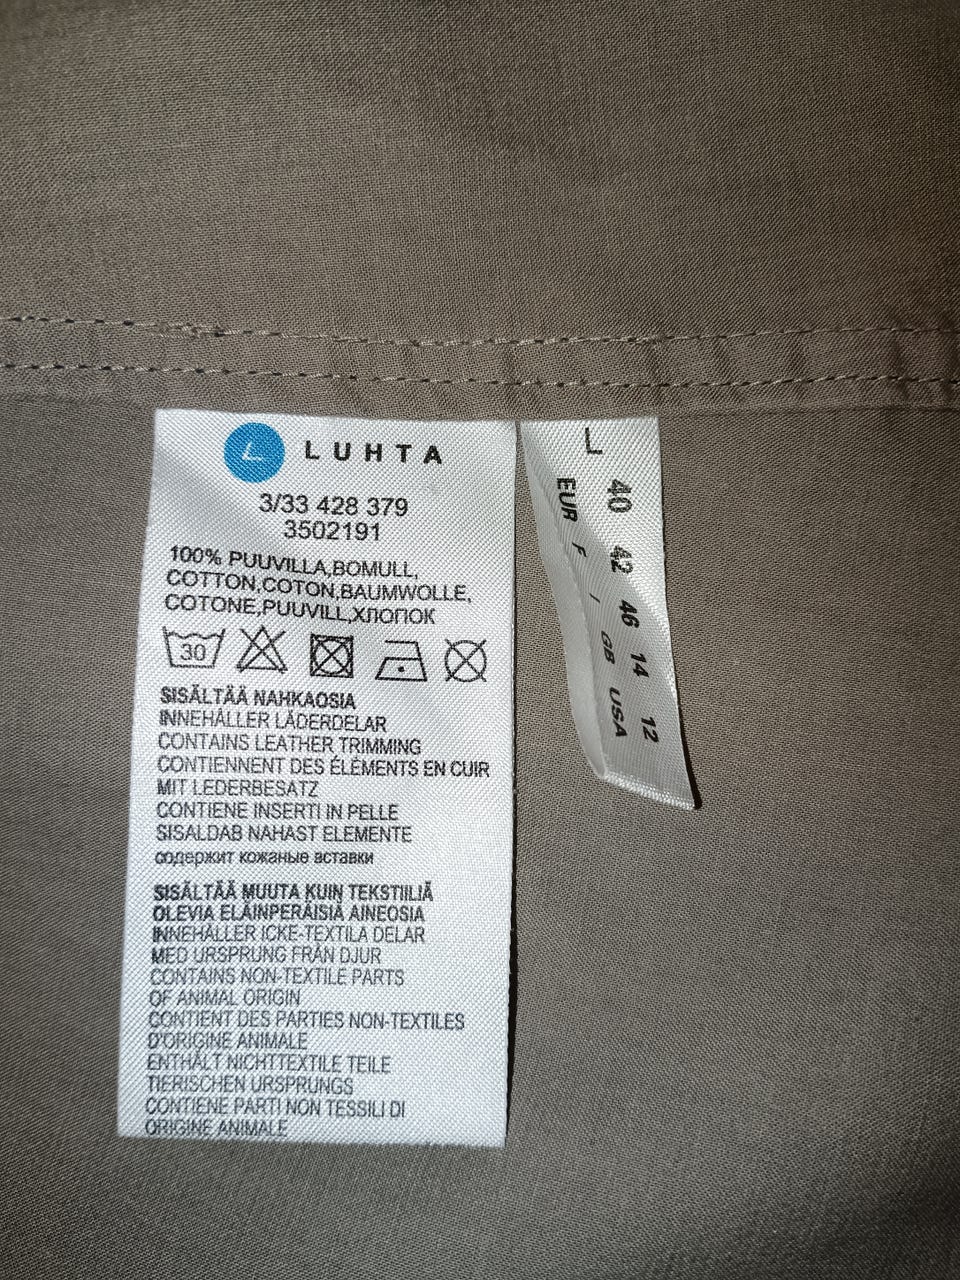 L LUHTA
3/33 428 379
3502191
100% PUUVILLA,BOMULL,
COTTON,COTON,BAUMWOLLE,
COTONE,PUUVILL,ХЛОПОК
30
SISÄLTÄÄ NAHKAOSIA
INNEHÅLLER LÄDERDELAR
CONTAINS LEATHER TRIMMING
CONTIENNENT DES ÉLÉMENTS EN CUIR
MIT LEDERBESATZ
CONTIENE INSERTI IN PELLE
SISALDAB NAHAST ELEMENTE
содержит кожаные вставки
SISÄLTÄÄ MUUTA KUIN TEKSTIILIÄ
OLEVIA ELÄINPERÄISIÄ AINEOSIA
INNEHÅLLER ICKE-TEXTILA DELAR
MED URSPRUNG FRÅN DJUR
CONTAINS NON-TEXTILE PARTS
OF ANIMAL ORIGIN
CONTIENT DES PARTIES NON-TEXTILES
D'ORIGINE ANIMALE
ENTHÄLT NICHTTEXTILE TEILE
TIERISCHEN URSPRUNGS
CONTIENE PARTI NON TESSILI DI
ORIGINE ANIMALE
L
40 42 46 14 12
EUR F I GB USA